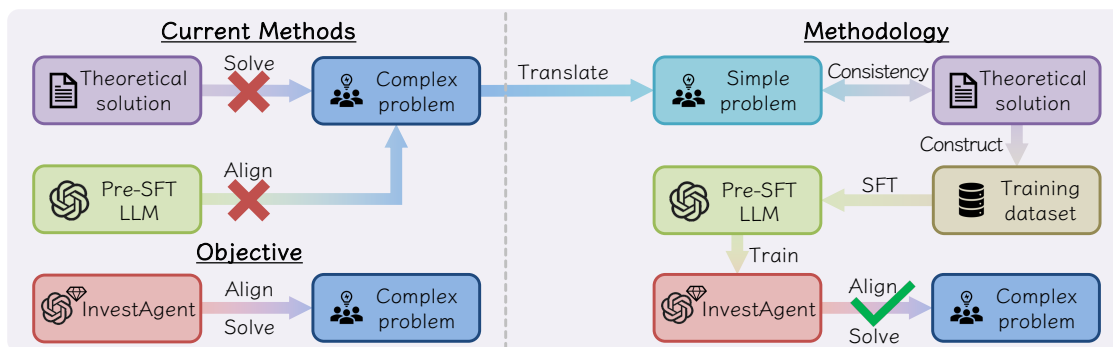 Current Methods
Theoretical
solution
Solve
Complex
problem
Pre-SFT
LLM
Align
Objective
InvestAgent
Align
Solve
Complex
problem
Translate
Methodology
Simple
problem
Consistency
Theoretical
solution
Construct
Training
dataset
SFT
Pre-SFT
LLM
Train
InvestAgent
Align
Solve
Complex
problem